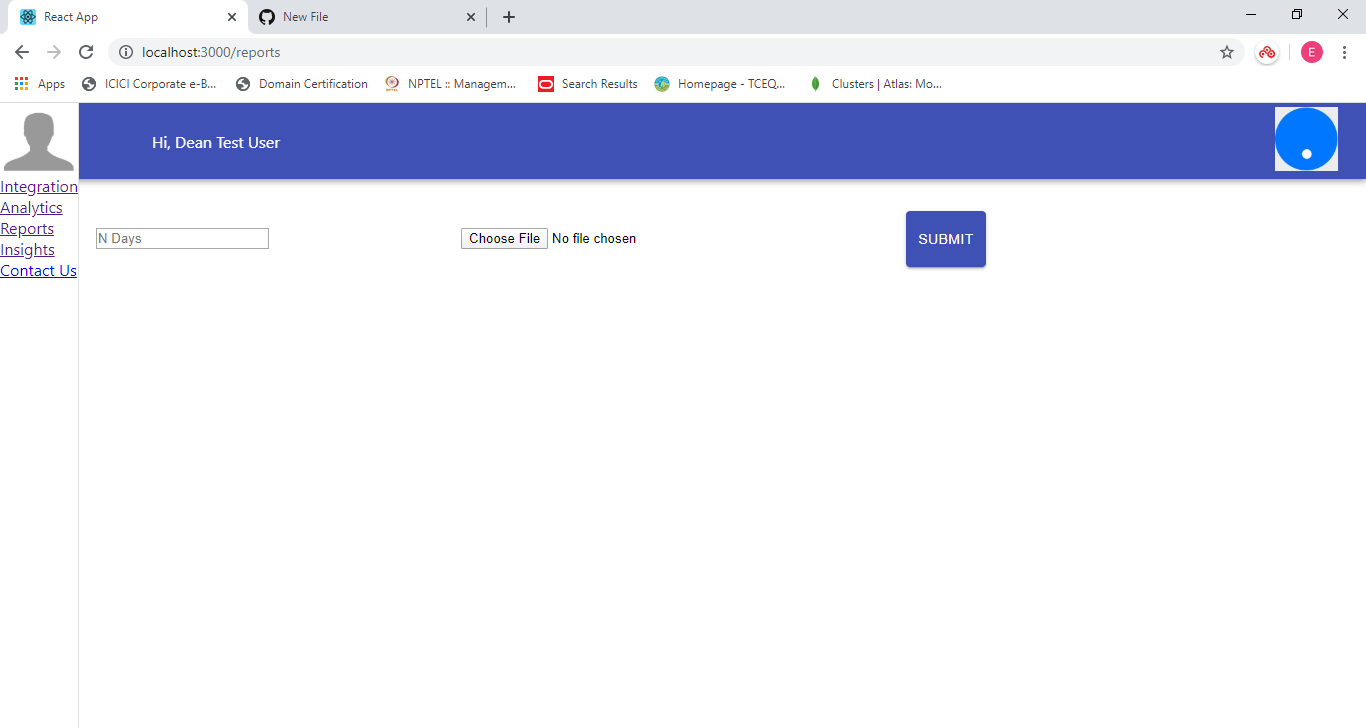 React App
New File
localhost:3000/reports
E
Apps
ICICI Corporate e-B...
Domain Certification
NPTEL :: Managem...
Search Results
Homepage - TCEQ...
Clusters | Atlas: Mo...
Hi, Dean Test User
Integration
Analytics
Reports
Insights
Contact Us
N Days
Choose File No file chosen
SUBMIT